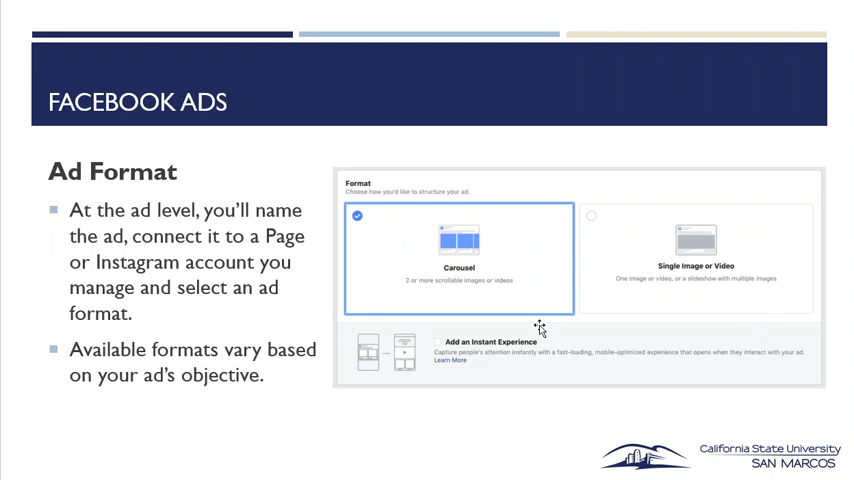 FACEBOOK ADS
Ad Format
At the ad level, you'll name
the ad, connect it to a Page
or Instagram account you
manage and select an ad
format.
Available formats vary based
on your ad's objective.
Format
Choose how you'd like to structure your ad.
Carousel
2 or more scrollable images or videos
Single Image or Video
One image or video, or a slideshow with multiple images
Add an Instant Experience
Capture people's attention instantly with a fast-loading, mobile-optimized experience that opens when they interact with your ad.
Learn More
California State University
SAN MARCOS